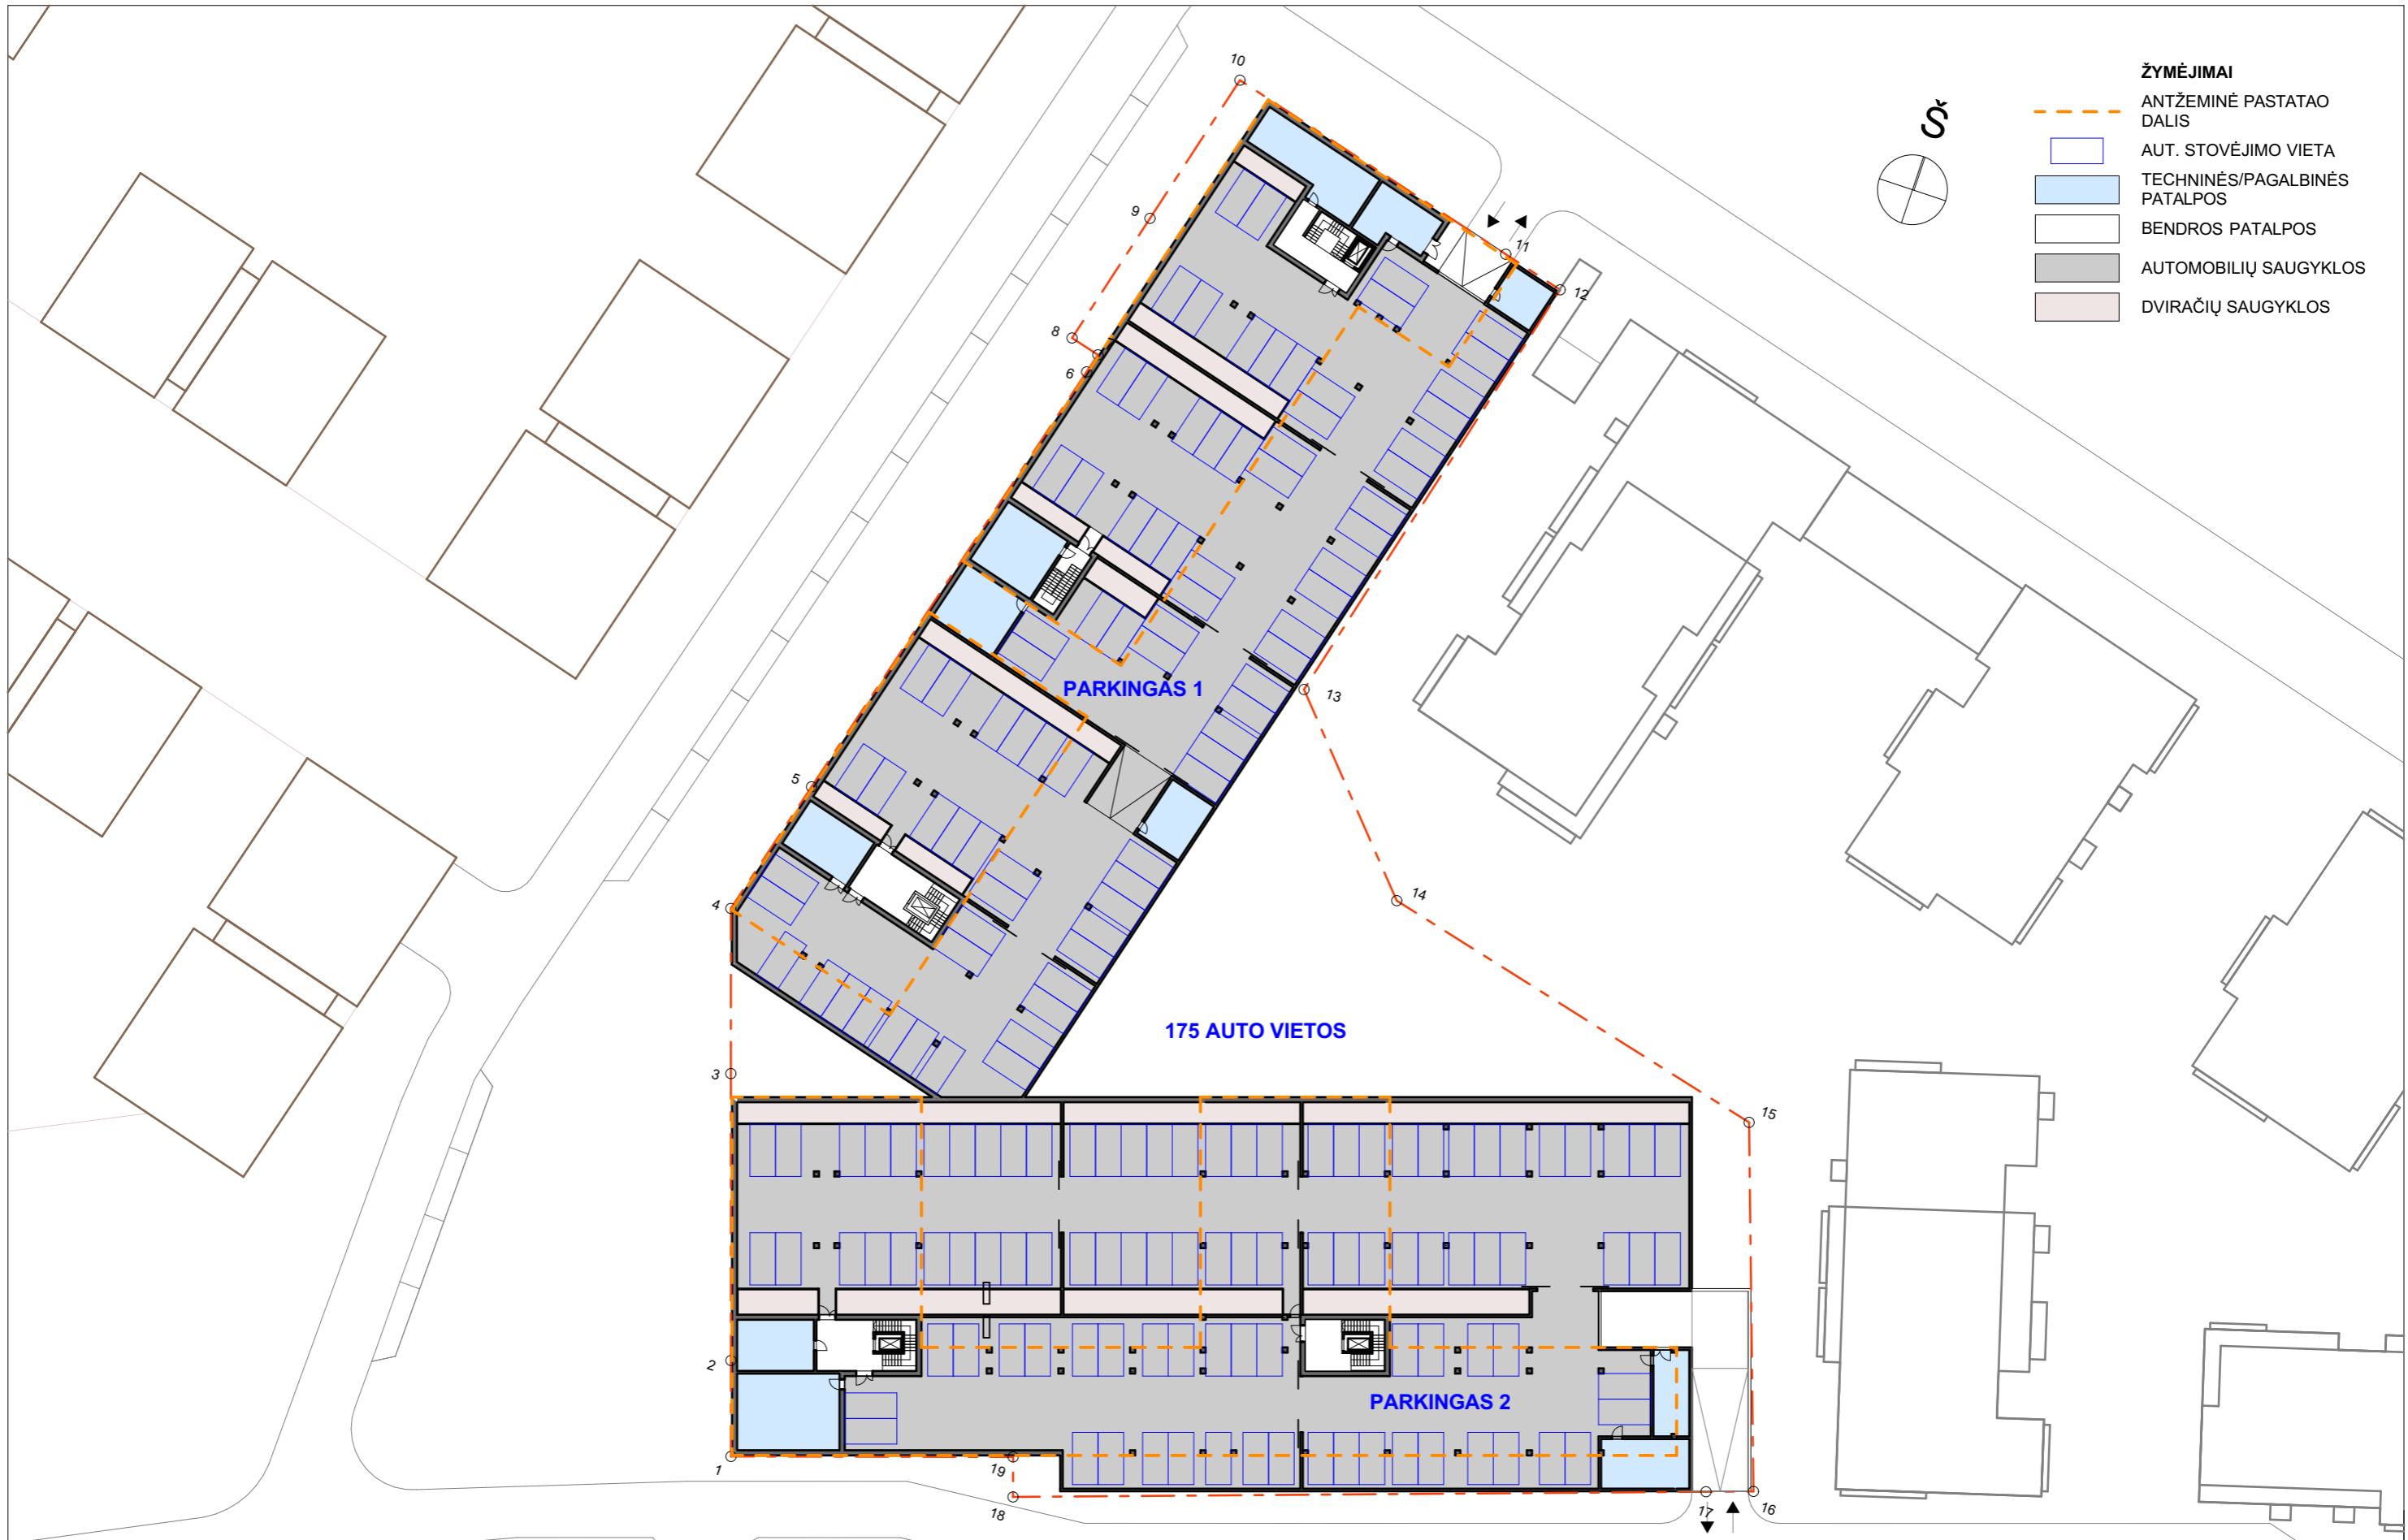 ŽYMĖJIMAI
ANTŽEMINĖ PASTATAO
DALIS
AUT. STOVĖJIMO VIETA
TECHNINĖS/PAGALBINĖS
PATALPOS
BENDROS PATALPOS
AUTOMOBILIŲ SAUGYKLOS
DVIRAČIŲ SAUGYKLOS
Š
10
9
11
12
8
6
PARKINGAS 1
13
5
14
4
175 AUTO VIETOS
3
15
2
PARKINGAS 2
1
19
18
17
16